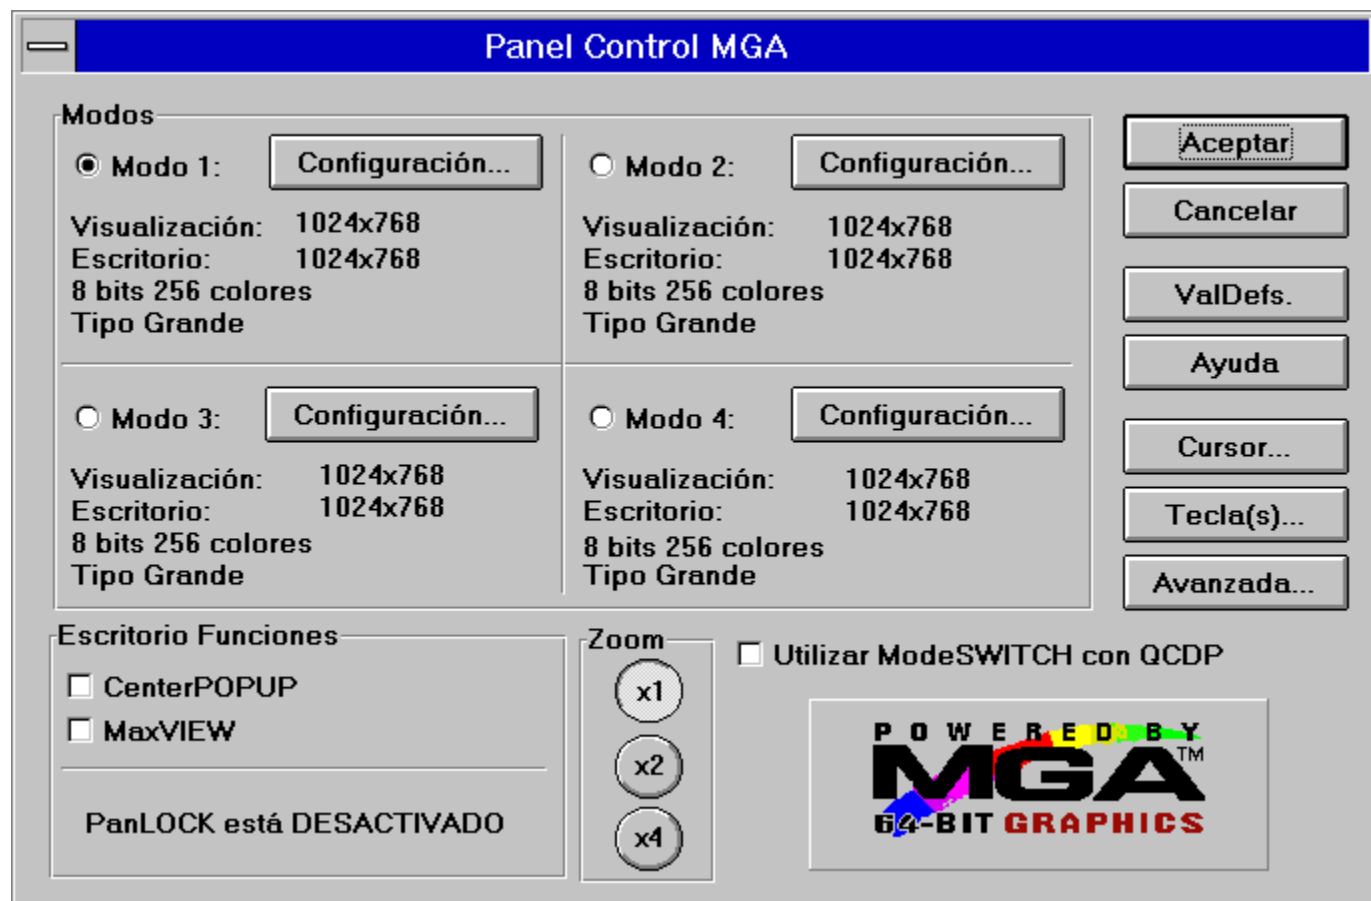 Panel Control MGA
Modos
Modo 1: Configuración...
Visualización: 1024x768
Escritorio: 1024x768
8 bits 256 colores
Tipo Grande
Modo 2: Configuración...
Visualización: 1024x768
Escritorio: 1024x768
8 bits 256 colores
Tipo Grande
Modo 3: Configuración...
Visualización: 1024x768
Escritorio: 1024x768
8 bits 256 colores
Tipo Grande
Modo 4: Configuración...
Visualización: 1024x768
Escritorio: 1024x768
8 bits 256 colores
Tipo Grande
Aceptar
Cancelar
ValDefs.
Ayuda
Cursor...
Tecla(s)...
Avanzada...
Escritorio Funciones
CenterPOPUP
MaxVIEW
PanLOCK está DESACTIVADO
Zoom
x1
x2
x4
Utilizar ModeSWITCH con QCDP
POWERED BY
MGA™
64-BIT GRAPHICS